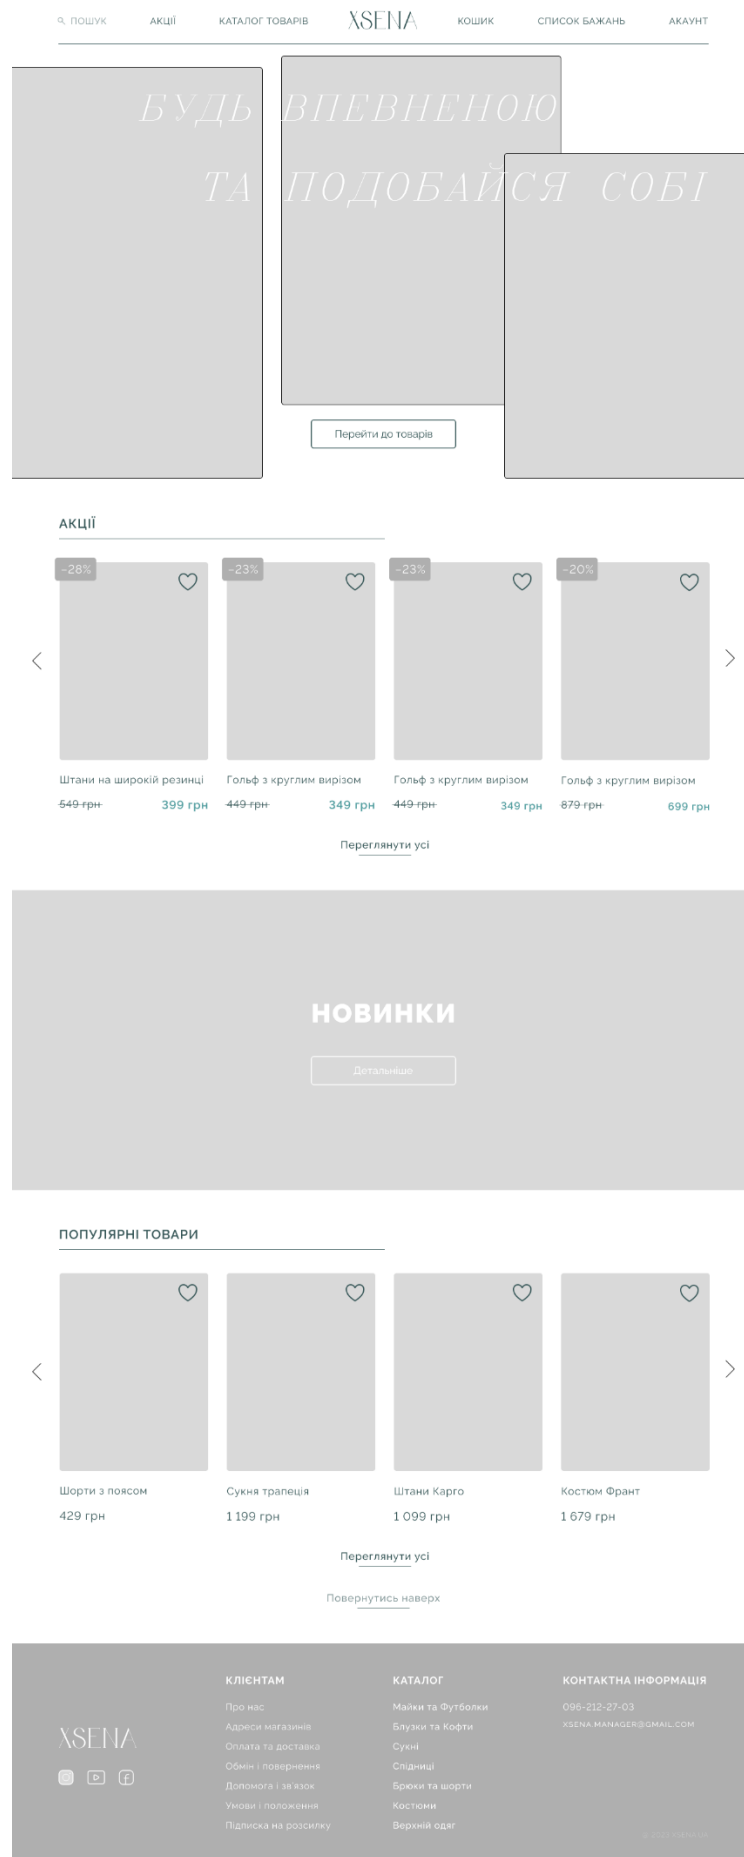 ПОШУК АКЦІЇ КАТАЛОГ ТОВАРІВ XSENA КОШИК СПИСОК БАЖАНЬ АКАУНТ
БУДЬ ВПЕВНЕНОЮ
ТА ПОДОБАЙСЯ СОБІ
Перейти до товарів
АКЦІЇ
-28% -23% -23% -20%
Штани на широкій резинці Гольф з круглим вирізом Гольф з круглим вирізом Гольф з круглим вирізом
549 грн 399 грн 449 грн 349 грн 449 грн 349 грн 879 грн 699 грн
Переглянути усі
НОВИНКИ
Детальніше
ПОПУЛЯРНІ ТОВАРИ
Шорти з поясом Сукня трапеція Штани Карго Костюм Франт
429 грн 1 199 грн 1 099 грн 1 679 грн
Переглянути усі
Повернутись наверх
XSENA
КЛІЄНТАМ
Про нас
Адреси магазинів
Оплата та доставка
Обмін і повернення
Допомога і зв'язок
Умови і положення
Підписка на розсилку
КАТАЛОГ
Майки та Футболки
Блузки та Кофти
Сукні
Спідниці
Брюки та шорти
Костюми
Верхній одяг
КОНТАКТНА ІНФОРМАЦІЯ
096-212-27-03
XSENA.MANAGER@GMAIL.COM